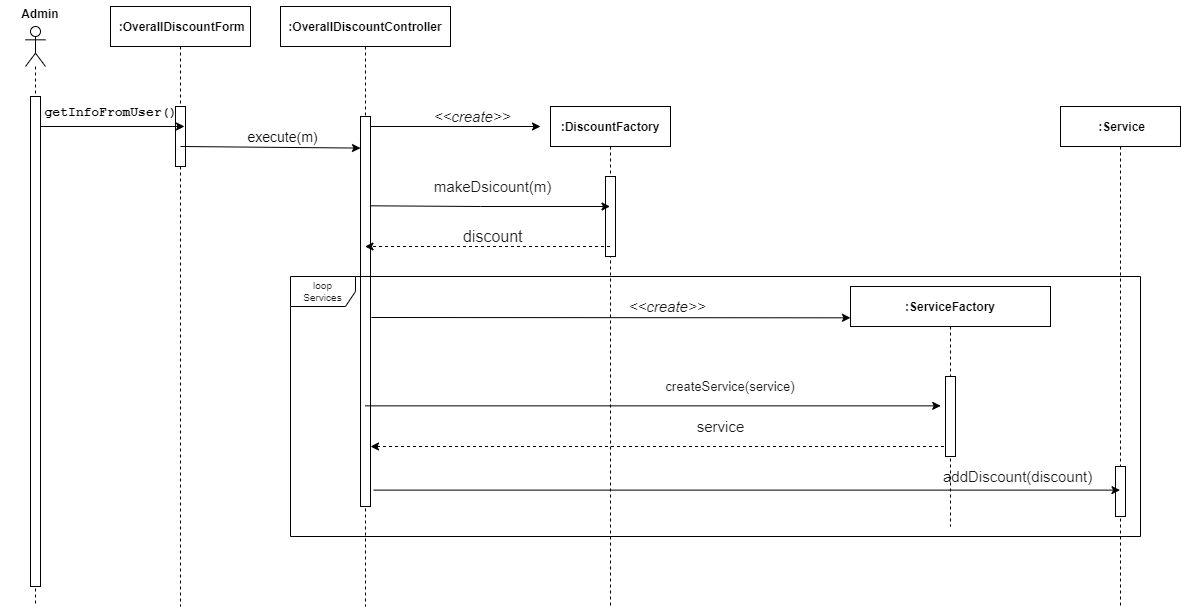 Admin
:OverallDiscountForm
:OverallDiscountController
getInfoFromUser()
<<create>>
:DiscountFactory
:Service
execute(m)
makeDsicount(m)
discount
loop
Services
<<create>>
:ServiceFactory
createService(service)
service
addDiscount(discount)